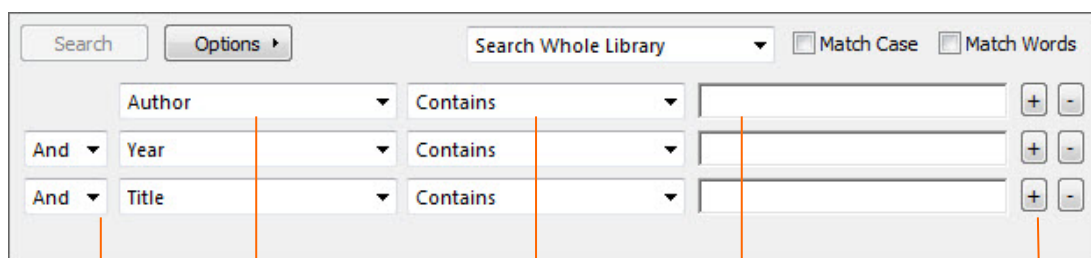 Search Options Search Whole Library Match Case Match Words
Author Contains + -
And Year Contains + -
And Title Contains + -